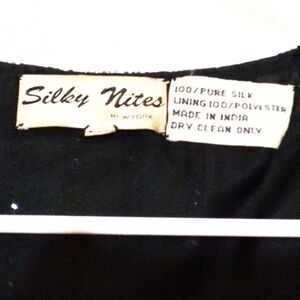 Silky Nites
NEW YORK
100/PURE SILK
LINING 100/POLYESTER
MADE IN INDIA
DRY CLEAN ONLY